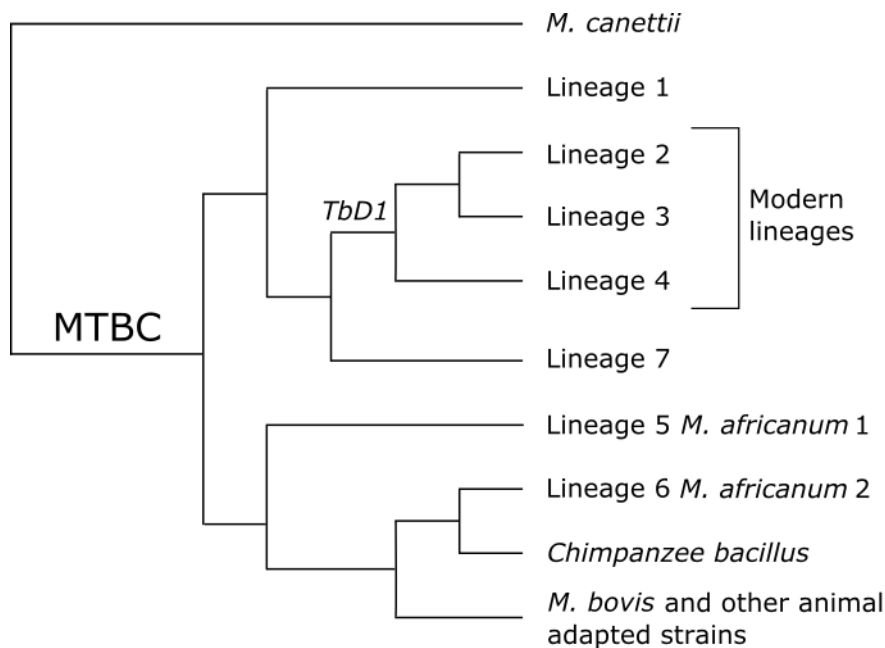 M. canettii
Lineage 1
Lineage 2
TbD1
Lineage 3
Modern
lineages
Lineage 4
MTBC
Lineage 7
Lineage 5 M. africanum 1
Lineage 6 M. africanum 2
Chimpanzee bacillus
M. bovis and other animal
adapted strains